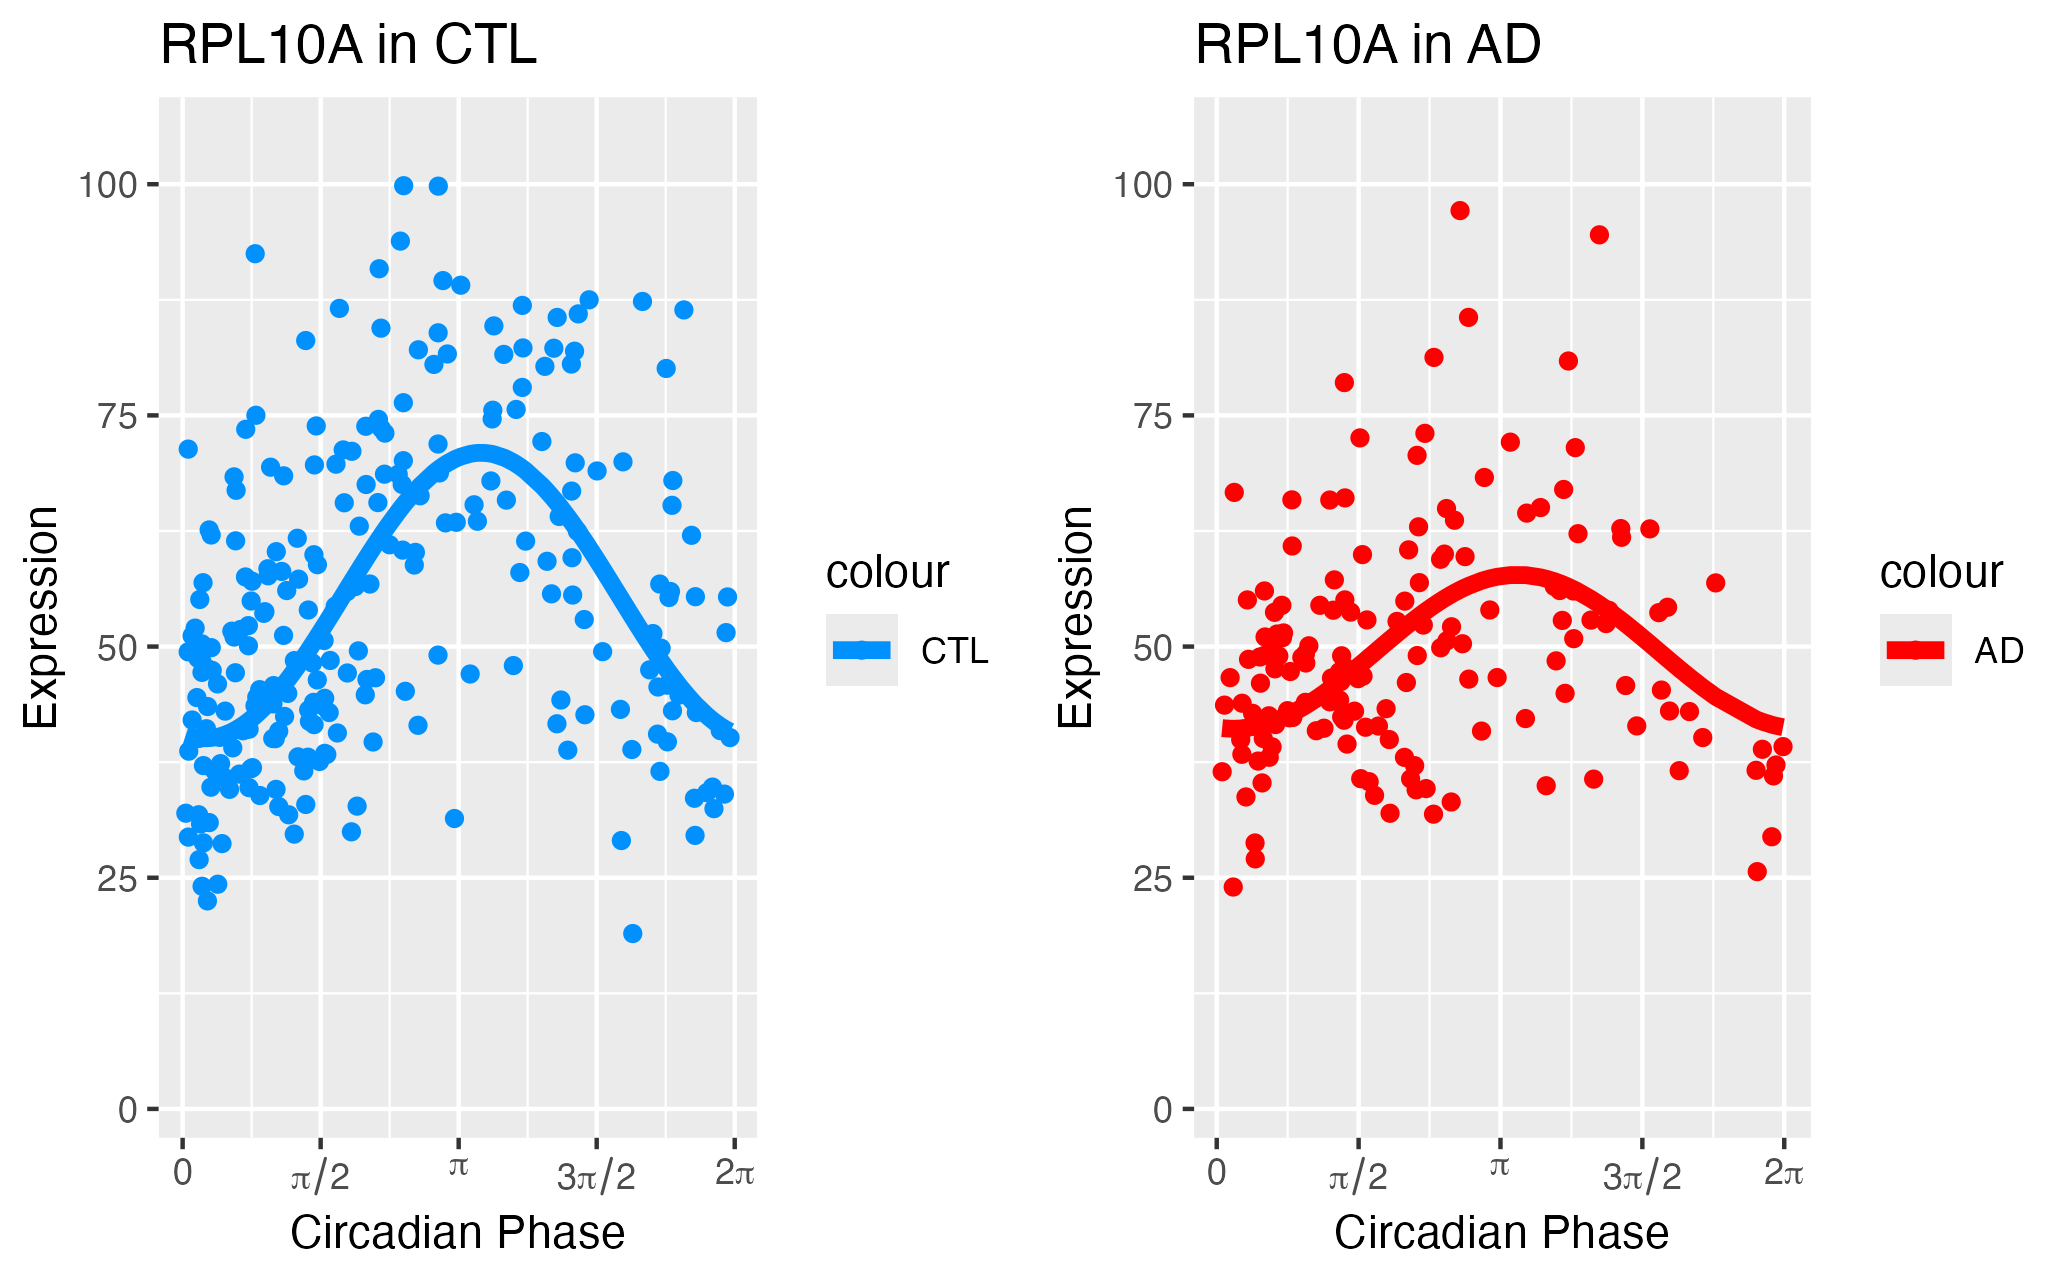 RPL10A in CTL
100
75
50
25
0
Expression
0 π/2 π 3π/2 2π
Circadian Phase
colour
CTL
RPL10A in AD
100
75
50
25
0
Expression
0 π/2 π 3π/2 2π
Circadian Phase
colour
AD